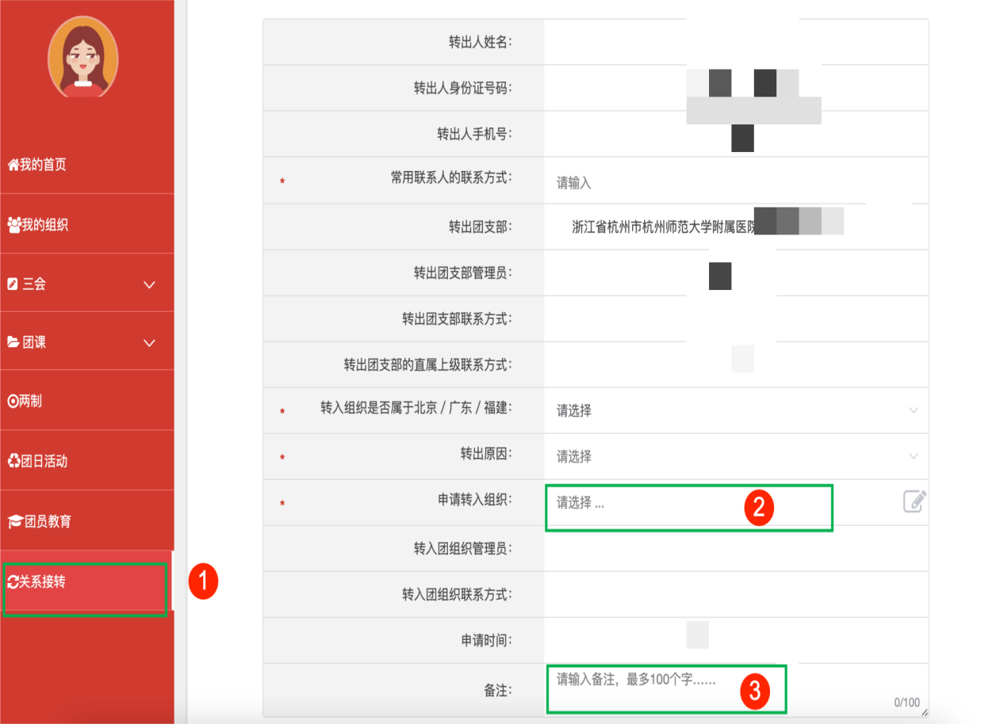 我的首页
我的组织
三会
团课
两制
团日活动
团员教育
关系接转
1
转出人姓名:
转出人身份证号码:
转出人手机号:
* 常用联系人的联系方式: 请输入
转出团支部: 浙江省杭州市杭州师范大学附属医院
转出团支部管理员:
转出团支部联系方式:
转出团支部的直属上级联系方式:
* 转入组织是否属于北京 / 广东 / 福建: 请选择
* 转出原因: 请选择
* 申请转入组织: 请选择 ... 2
转入团组织管理员:
转入团组织联系方式:
申请时间:
备注: 请输入备注，最多100个字...... 3
0/100